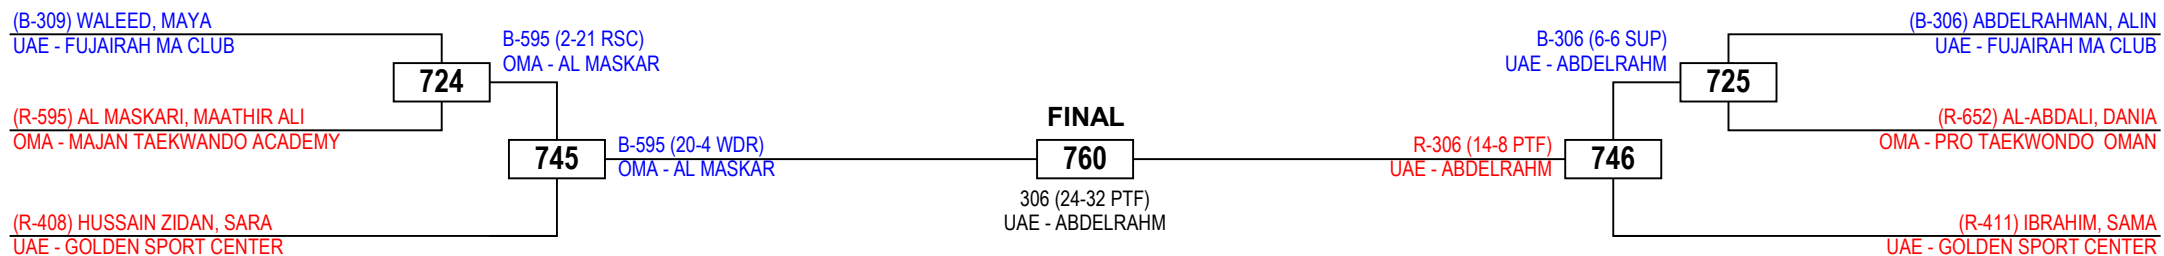 (B-309) WALEED, MAYA
UAE - FUJAIRAH MA CLUB
B-595 (2-21 RSC)
OMA - AL MASKAR
724
(R-595) AL MASKARI, MAATHIR ALI
OMA - MAJAN TAEKWANDO ACADEMY
745
B-595 (20-4 WDR)
OMA - AL MASKAR
(R-408) HUSSAIN ZIDAN, SARA
UAE - GOLDEN SPORT CENTER
FINAL
760
306 (24-32 PTF)
UAE - ABDELRAHM
(B-306) ABDELRAHMAN, ALIN
UAE - FUJAIRAH MA CLUB
B-306 (6-6 SUP)
UAE - ABDELRAHM
725
(R-652) AL-ABDALI, DANIA
OMA - PRO TAEKWONDO  OMAN
R-306 (14-8 PTF)
UAE - ABDELRAHM
746
(R-411) IBRAHIM, SAMA
UAE - GOLDEN SPORT CENTER